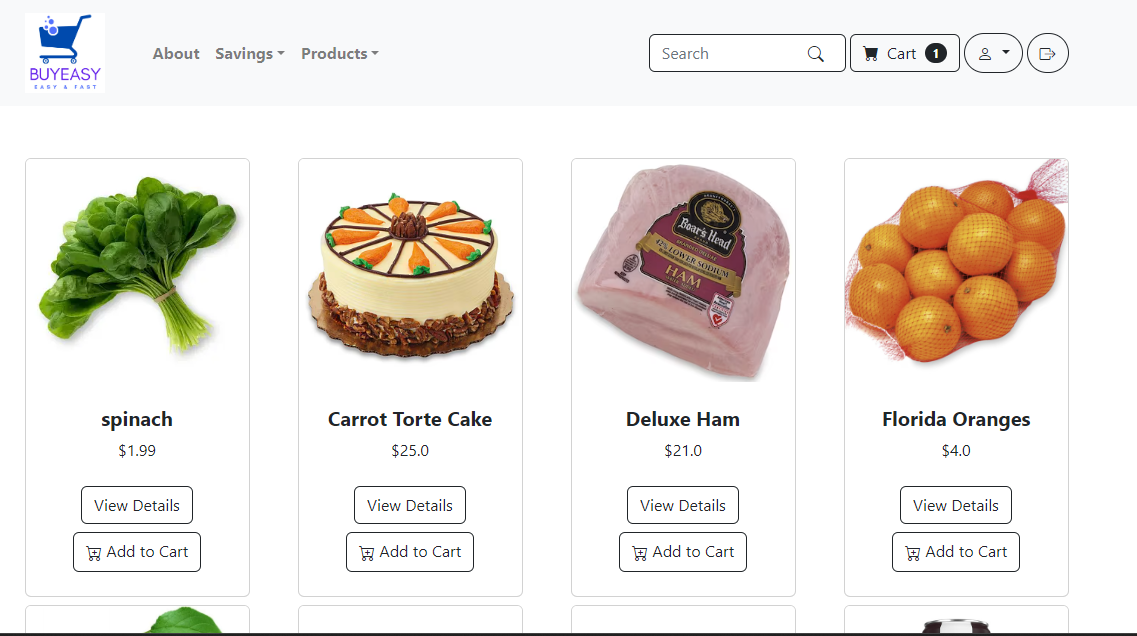 BUYEASY
EASY & FAST
About Savings Products
Search
Cart 1
Boar's Head
42% LOWER SODIUM
HAM
spinach
$1.99
View Details
Add to Cart
Carrot Torte Cake
$25.0
View Details
Add to Cart
Deluxe Ham
$21.0
View Details
Add to Cart
Florida Oranges
$4.0
View Details
Add to Cart